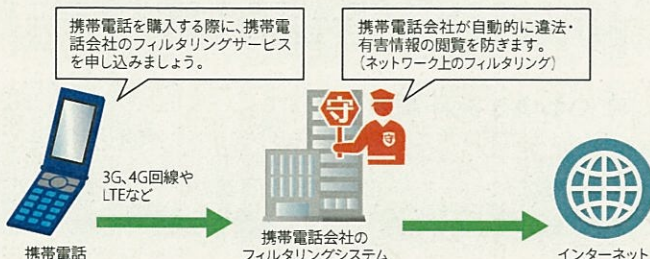 携帯電話を購入する際に、携帯電
話会社のフィルタリングサービス
を申し込みましょう。
携帯電話会社が自動的に違法・
有害情報の閲覧を防ぎます。
(ネットワーク上のフィルタリング)
守
守
3G、4G回線や
LTEなど
携帯電話
携帯電話会社の
フィルタリングシステム
インターネット